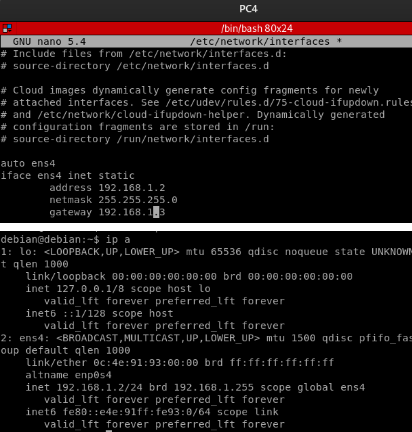 PC4
/bin/bash 80x24
GNU nano 5.4 /etc/network/interfaces *
# Include files from /etc/network/interfaces.d:
# source-directory /etc/network/interfaces.d
# Cloud images dynamically generate config fragments for newly
# attached interfaces. See /etc/udev/rules.d/75-cloud-ifupdown.rules
# and /etc/network/cloud-ifupdown-helper. Dynamically generated
# configuration fragments are stored in /run:
# source-directory /run/network/interfaces.d
auto ens4
iface ens4 inet static
address 192.168.1.2
netmask 255.255.255.0
gateway 192.168.1.3
debian@debian:~$ ip a
1: lo: <LOOPBACK,UP,LOWER_UP> mtu 65536 qdisc noqueue state UNKNOWN
t qlen 1000
link/loopback 00:00:00:00:00:00 brd 00:00:00:00:00:00
inet 127.0.0.1/8 scope host lo
valid_lft forever preferred_lft forever
inet6 ::1/128 scope host
valid_lft forever preferred_lft forever
2: ens4: <BROADCAST,MULTICAST,UP,LOWER_UP> mtu 1500 qdisc pfifo_fas
oup default qlen 1000
link/ether 0c:4e:91:93:00:00 brd ff:ff:ff:ff:ff:ff
altname enp0s4
inet 192.168.1.2/24 brd 192.168.1.255 scope global ens4
valid_lft forever preferred_lft forever
inet6 fe80::e4e:91ff:fe93:0/64 scope link
valid_lft forever preferred_lft forever